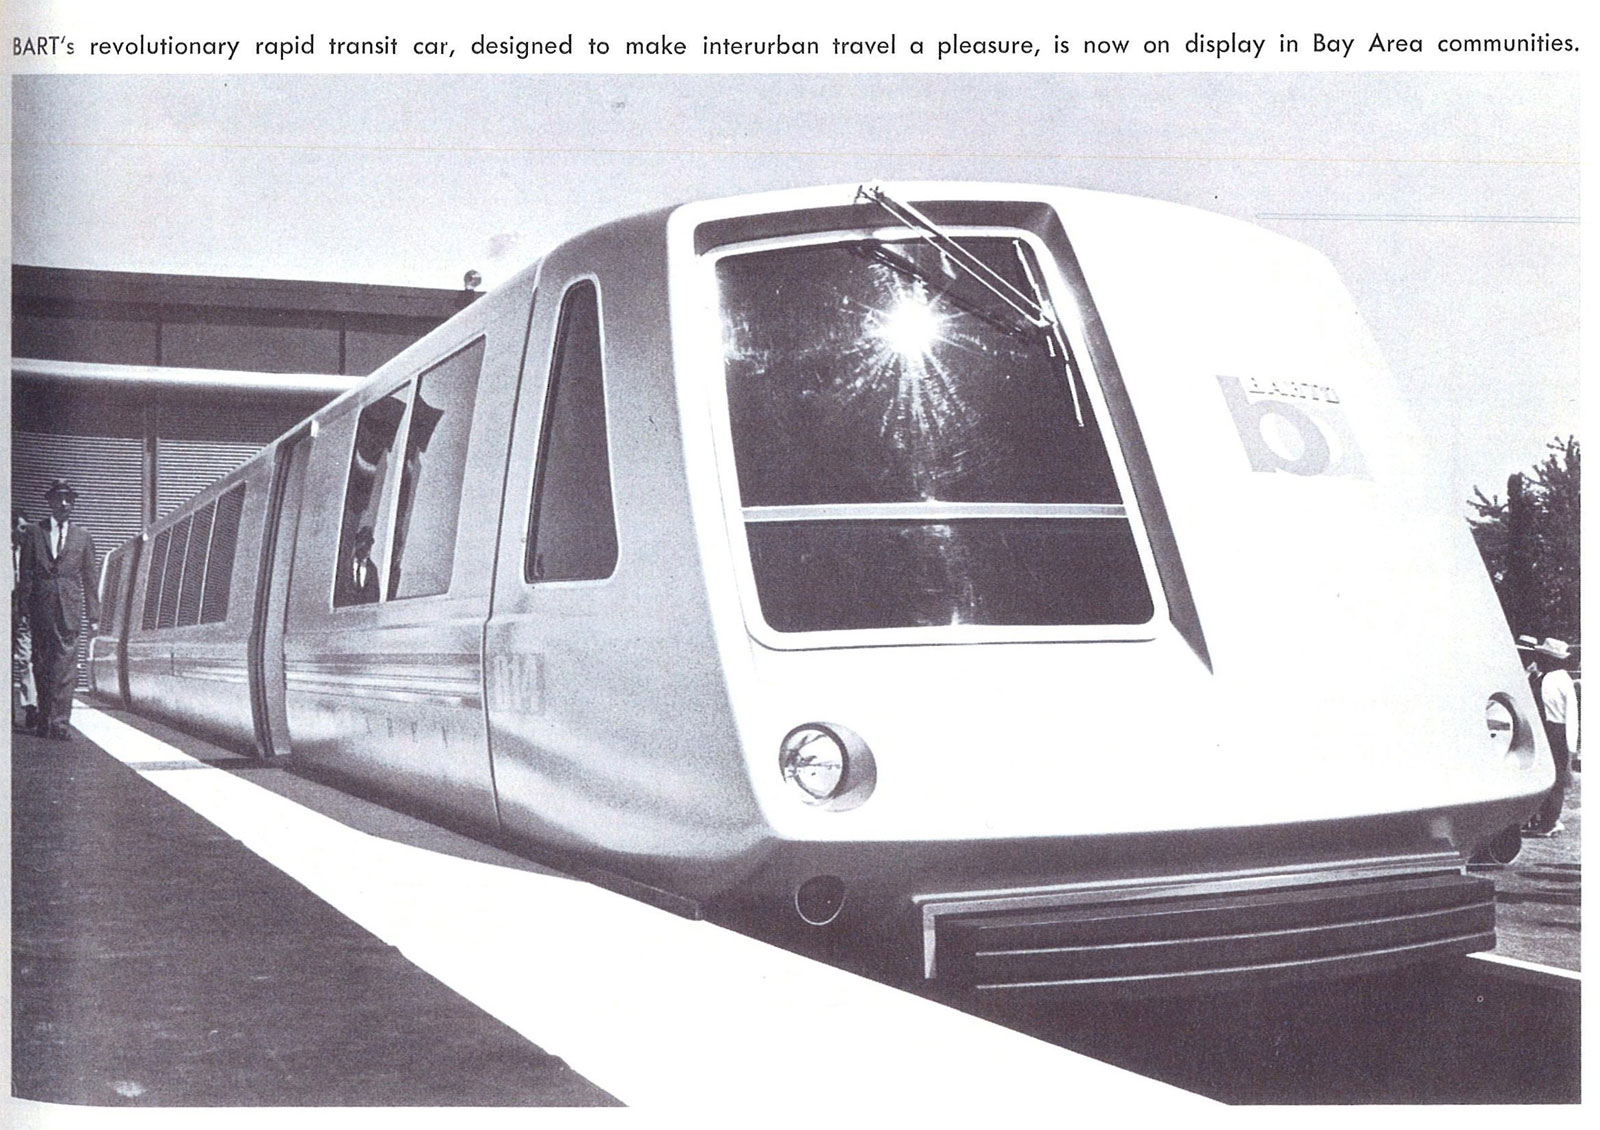 BART's revolutionary rapid transit car, designed to make interurban travel a pleasure, is now on display in Bay Area communities.
BARTD
b